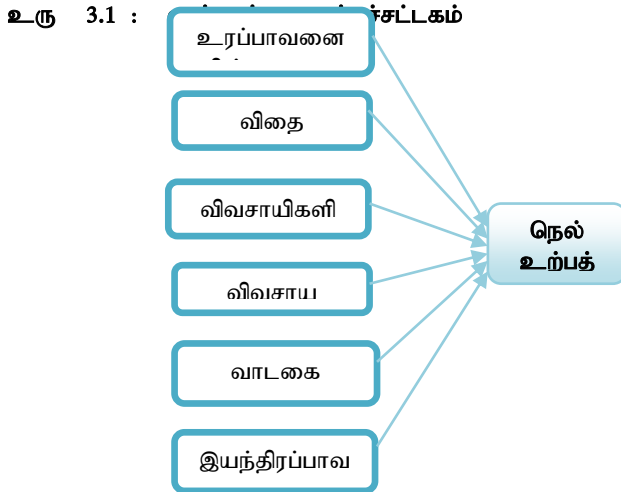 உரு 3.1 :
உரப்பாவனை
விதை
விவசாயிகளி
விவசாய
வாடகை
இயந்திரப்பாவ
நெல்
உற்பத்